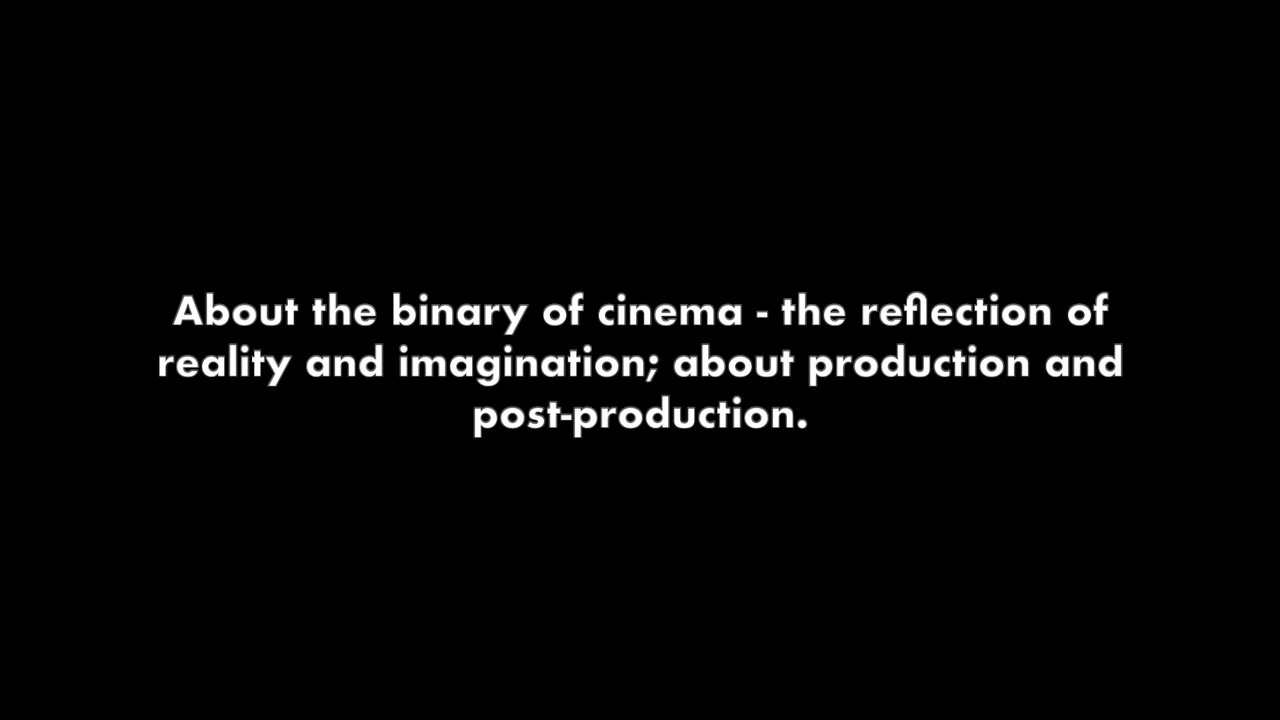 About the binary of cinema - the reflection of
reality and imagination; about production and
post-production.